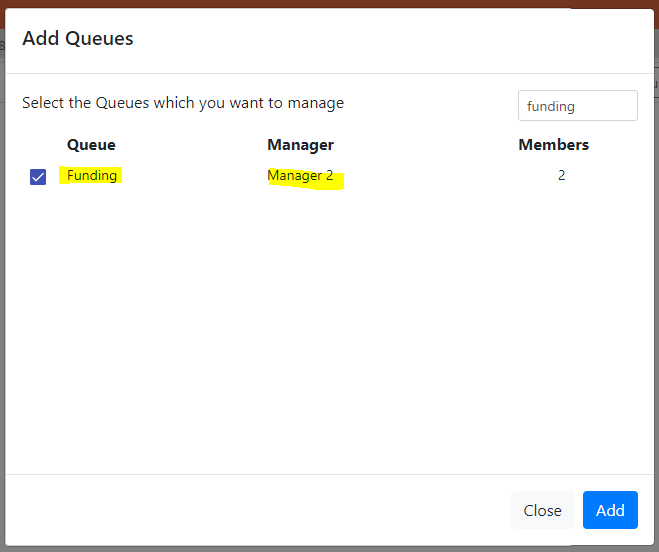 Add Queues
Select the Queues which you want to manage
funding
Queue Manager Members
Funding Manager 2 2
Close Add